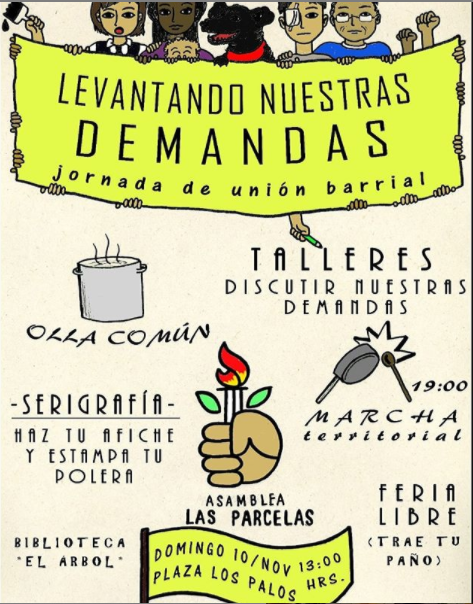 LEVANTANDO NUESTRAS
DEMANDAS
jornada de unión barrial
TALLERES
DISCUTIR NUESTRAS
DEMANDAS
OLLA COMÚN
19:00
MARCHA
territorial
-SERIGRAFÍA-
HAZ TU AFICHE
Y ESTAMPA TU
POLERA
ASAMBLEA
LAS PARCELAS
FERIA
LIBRE
(TRAE TU
PAÑO)
BIBLIOTECA
"EL ARBOL"
DOMINGO 10/NOV 13:00
PLAZA LOS PALOS HRS.